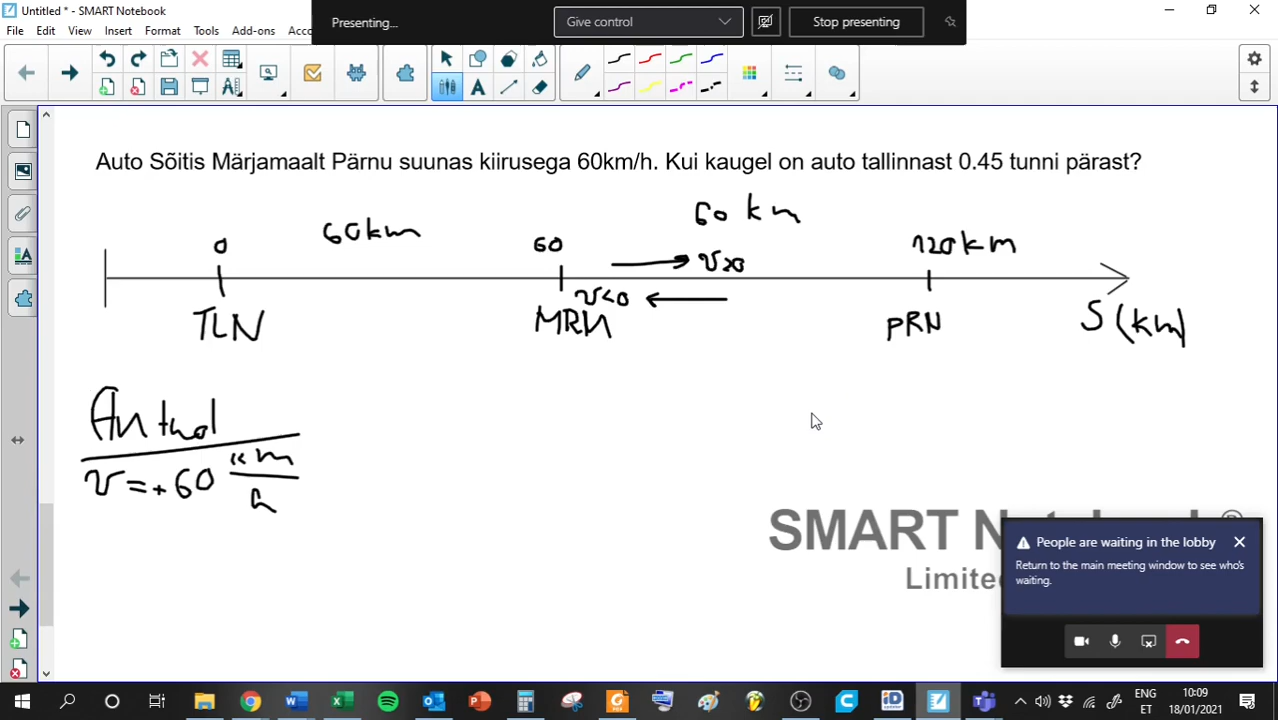 Untitled * - SMART Notebook
Presenting...
Give control
Stop presenting
File Edit View Insert Format Tools Add-ons Acco
Auto Sõitis Märjamaalt Pärnu suunas kiirusega 60km/h. Kui kaugel on auto tallinnast 0.45 tunni pärast?
60 km
0 60km 60 120km
v>0
v<0
TLN MRM PRN S (km)
Antud
v=+60 km
h
SMART Notebook
Limited
People are waiting in the lobby
Return to the main meeting window to see who's
waiting.
ENG 10:09
ET 18/01/2021